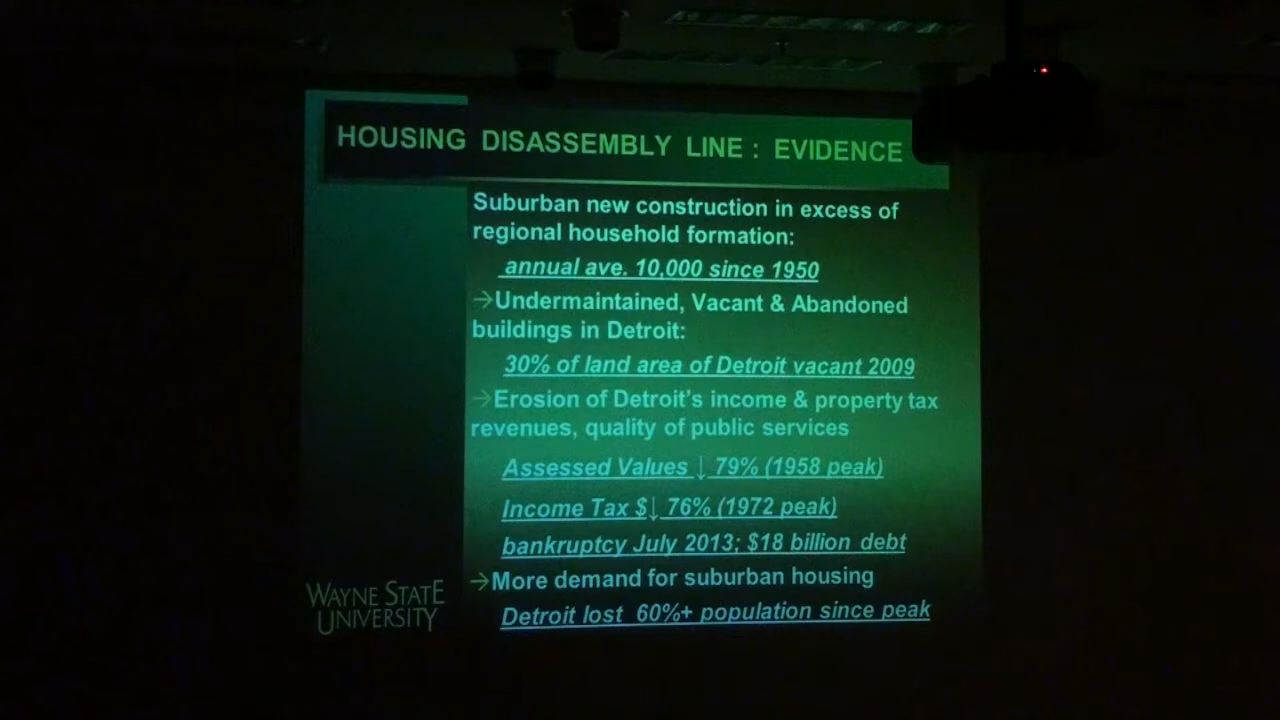 HOUSING DISASSEMBLY LINE : EVIDENCE
Suburban new construction in excess of
regional household formation:
annual ave. 10,000 since 1950
→Undermaintained, Vacant & Abandoned
buildings in Detroit:
30% of land area of Detroit vacant 2009
→Erosion of Detroit's income & property tax
revenues, quality of public services
Assessed Values ↓ 79% (1958 peak)
Income Tax $↓ 76% (1972 peak)
bankruptcy July 2013; $18 billion debt
→More demand for suburban housing
Detroit lost 60%+ population since peak
WAYNE STATE
UNIVERSITY